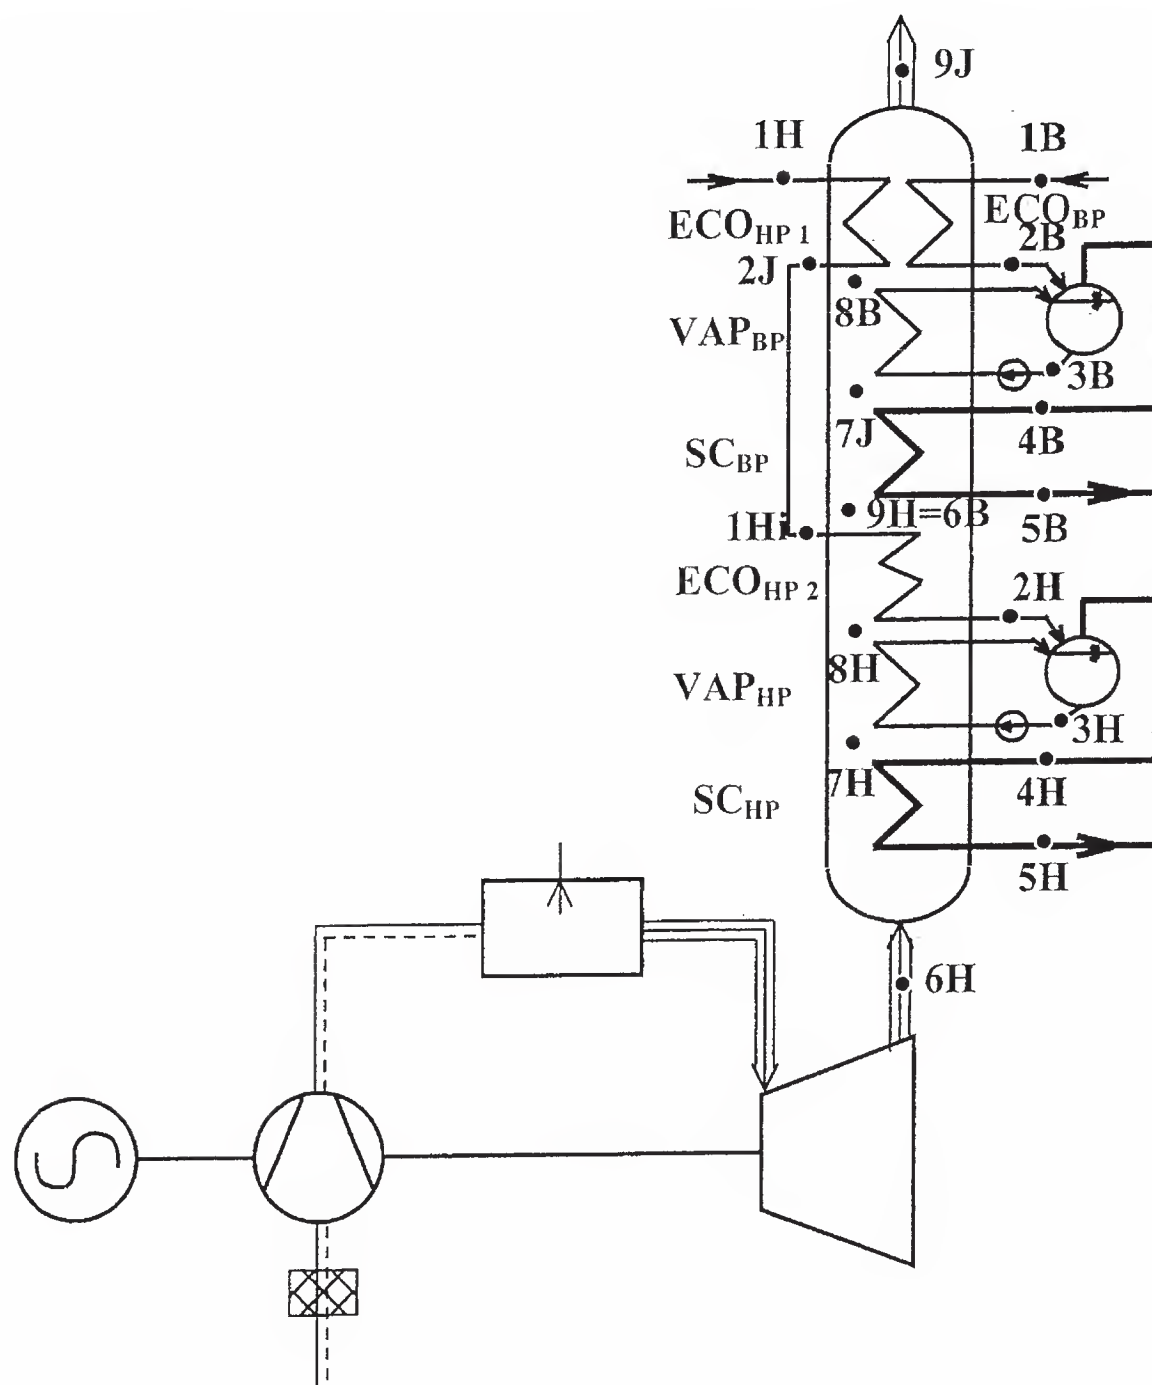 9J
1H
1B
ECO_HP 1
ECO_BP
2B
2J
8B
VAP_BP
3B
7J
4B
SC_BP
9H=6B
1Hi
5B
ECO_HP 2
2H
8H
VAP_HP
3H
7H
4H
SC_HP
5H
6H